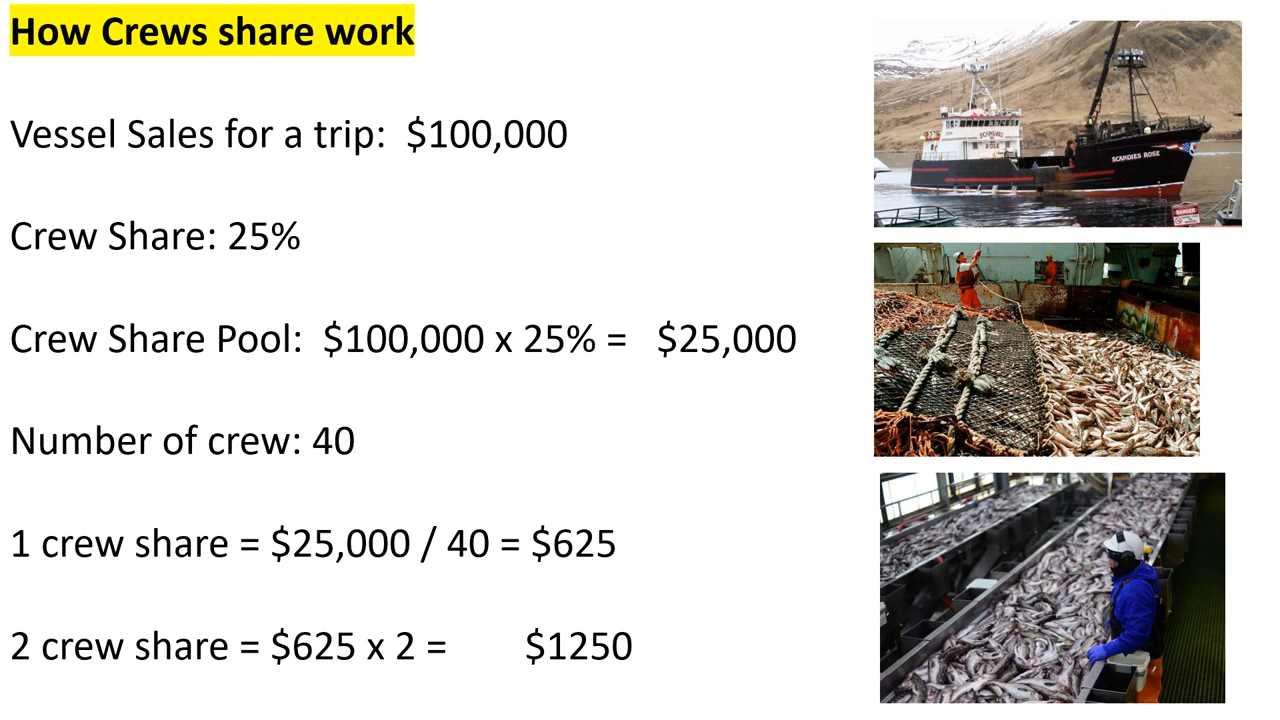 How Crews share work
Vessel Sales for a trip:  $100,000
Crew Share: 25%
Crew Share Pool:  $100,000 x 25% =   $25,000
Number of crew: 40
1 crew share = $25,000 / 40 = $625
2 crew share = $625 x 2 =       $1250
SCANDIES
ROSE
SCANDIES ROSE
DANGER